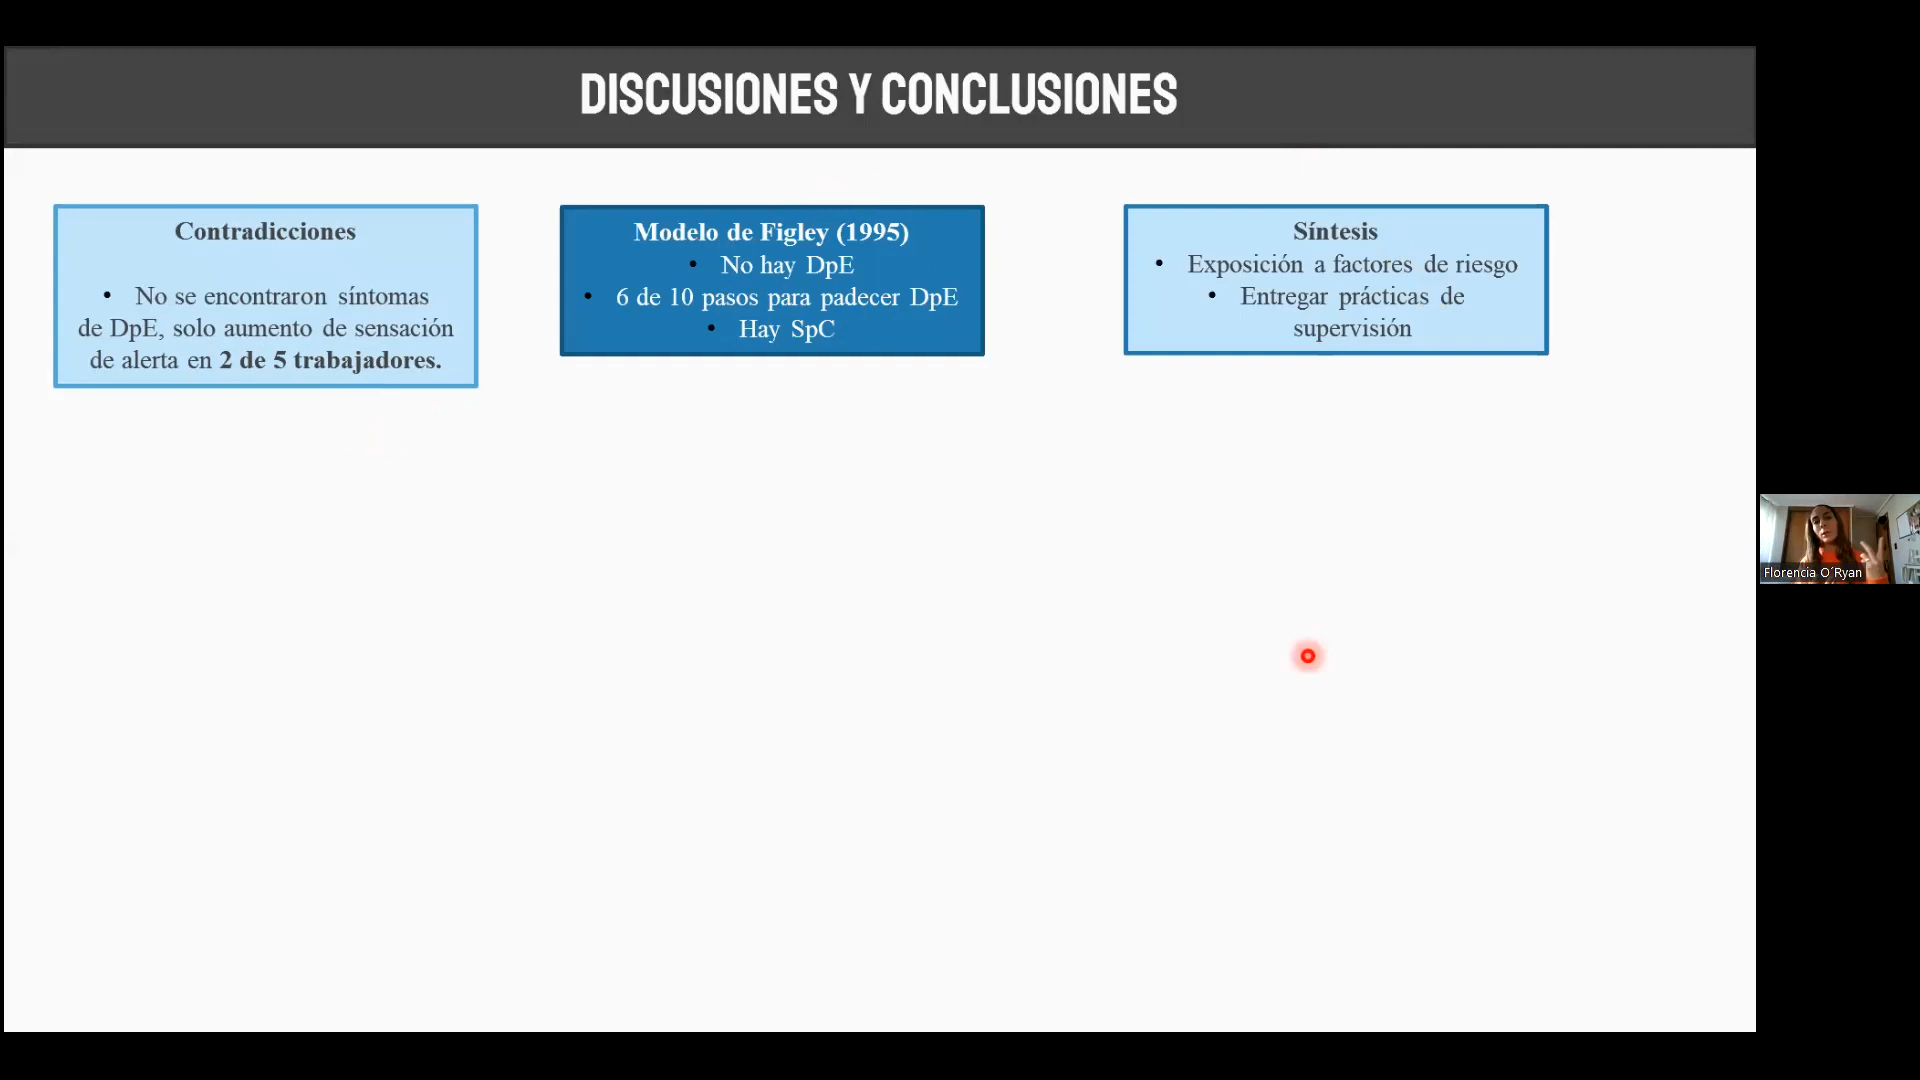 DISCUSIONES Y CONCLUSIONES
Contradicciones
• No se encontraron síntomas
de DpE, solo aumento de sensación
de alerta en 2 de 5 trabajadores.
Modelo de Figley (1995)
• No hay DpE
• 6 de 10 pasos para padecer DpE
• Hay SpC
Síntesis
• Exposición a factores de riesgo
• Entregar prácticas de
supervisión
Florencia O´Ryan